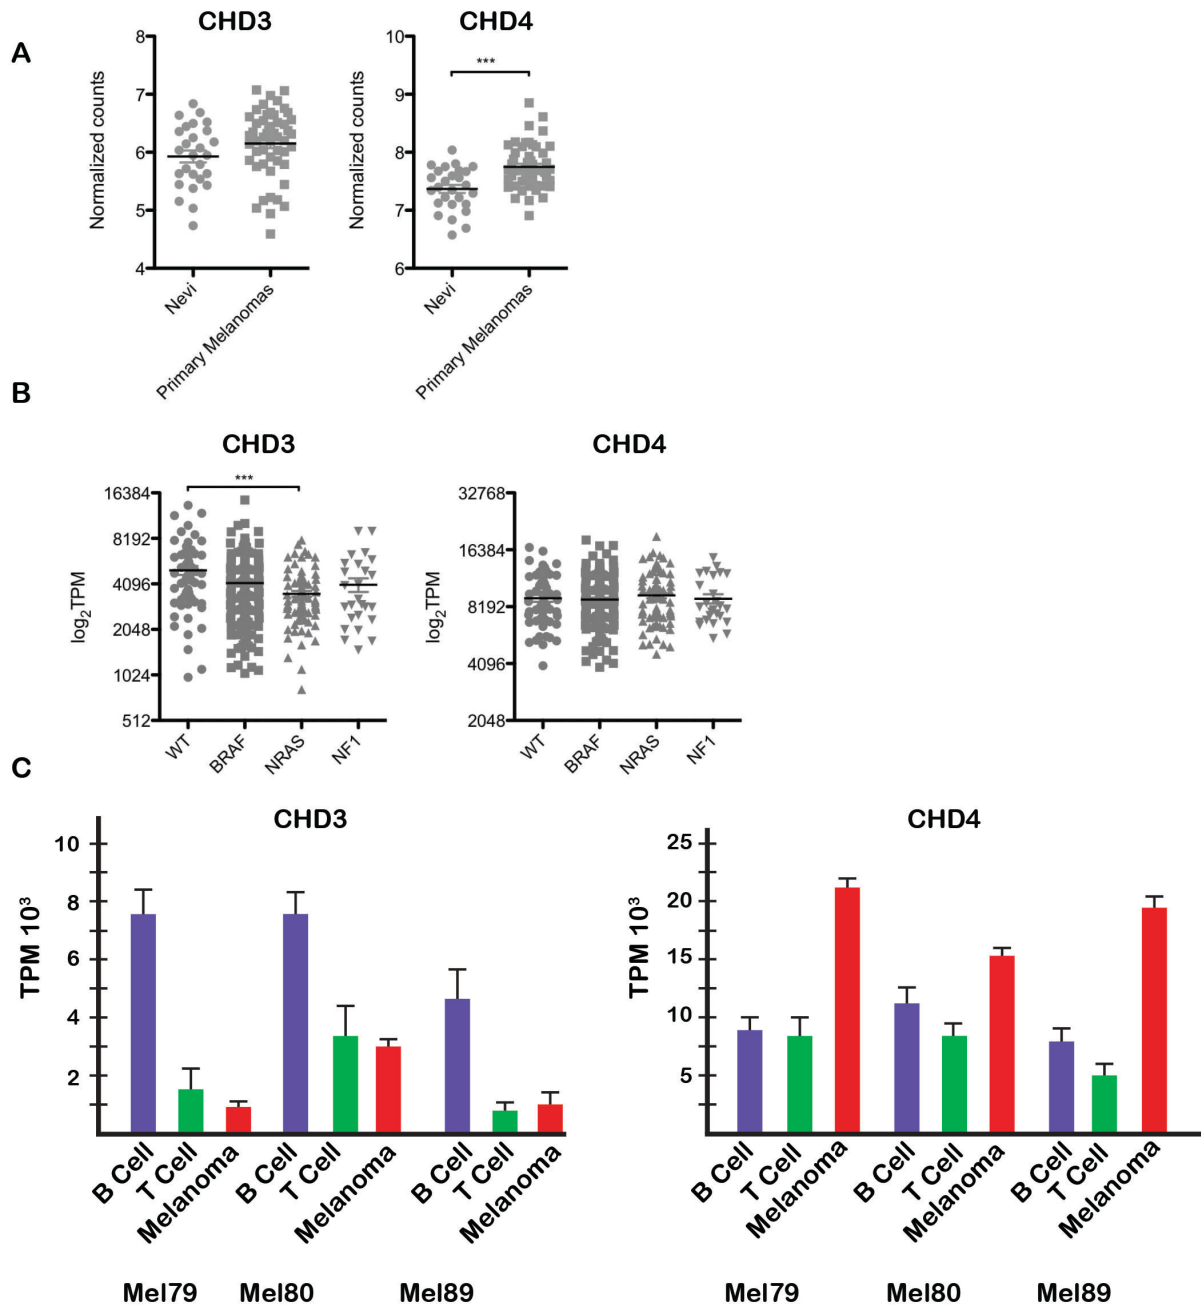 A
CHD3
CHD4
Normalized counts
8
7
6
5
4
Nevi
Primary Melanomas
Normalized counts
10
9
8
7
6
***
Nevi
Primary Melanomas
B
CHD3
CHD4
log2TPM
16384
8192
4096
2048
1024
512
***
WT
BRAF
NRAS
NF1
log2TPM
32768
16384
8192
4096
2048
WT
BRAF
NRAS
NF1
C
CHD3
CHD4
TPM 10³
10
8
6
4
2
B Cell
T Cell
Melanoma
B Cell
T Cell
Melanoma
B Cell
T Cell
Melanoma
Mel79
Mel80
Mel89
TPM 10³
25
20
15
10
5
B Cell
T Cell
Melanoma
B Cell
T Cell
Melanoma
B Cell
T Cell
Melanoma
Mel79
Mel80
Mel89